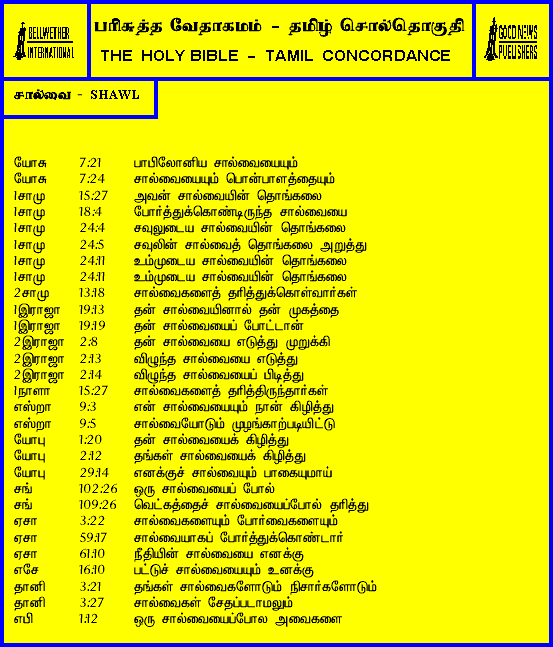 BELLWETHER
INTERNATIONAL
பரிசுத்த வேதாகமம் - தமிழ் சொல்தொகுதி
THE HOLY BIBLE - TAMIL CONCORDANCE
GOOD NEWS
PUBLISHERS
சால்வை - SHAWL
யோசு 7:21 பாபிலோனிய சால்வையையும்
யோசு 7:24 சால்வையையும் பொன்பாளத்தையும்
1சாமு 15:27 அவன் சால்வையின் தொங்கலை
1சாமு 18:4 போர்த்துக்கொண்டிருந்த சால்வையை
1சாமு 24:4 சவுலுடைய சால்வையின் தொங்கலை
1சாமு 24:5 சவுலின் சால்வைத் தொங்கலை அறுத்து
1சாமு 24:11 உம்முடைய சால்வையின் தொங்கலை
1சாமு 24:11 உம்முடைய சால்வையின் தொங்கலை
2சாமு 13:18 சால்வைகளைத் தரித்துக்கொள்வார்கள்
1இராஜா 19:13 தன் சால்வையினால் தன் முகத்தை
1இராஜா 19:19 தன் சால்வையைப் போட்டான்
2இராஜா 2:8 தன் சால்வையை எடுத்து முறுக்கி
2இராஜா 2:13 விழுந்த சால்வையை எடுத்து
2இராஜா 2:14 விழுந்த சால்வையைப் பிடித்து
1நாளா 15:27 சால்வைகளைத் தரித்திருந்தார்கள்
எஸ்றா 9:3 என் சால்வையையும் நான் கிழித்து
எஸ்றா 9:5 சால்வையோடும் முழங்காற்படியிட்டு
யோபு 1:20 தன் சால்வையைக் கிழித்து
யோபு 2:12 தங்கள் சால்வையைக் கிழித்து
யோபு 29:14 எனக்குச் சால்வையும் பாகையுமாய்
சங் 102:26 ஒரு சால்வையைப் போல்
சங் 109:26 வெட்கத்தைச் சால்வையைப்போல் தரித்து
ஏசா 3:22 சால்வைகளையும் போர்வைகளையும்
ஏசா 59:17 சால்வையாகப் போர்த்துக்கொண்டார்
ஏசா 61:10 நீதியின் சால்வையை எனக்கு
எசே 16:10 பட்டுச் சால்வையையும் உனக்கு
தானி 3:21 தங்கள் சால்வைகளோடும் நிசார்களோடும்
தானி 3:27 சால்வைகள் சேதப்படாமலும்
எபி 1:12 ஒரு சால்வையைப்போல அவைகளை